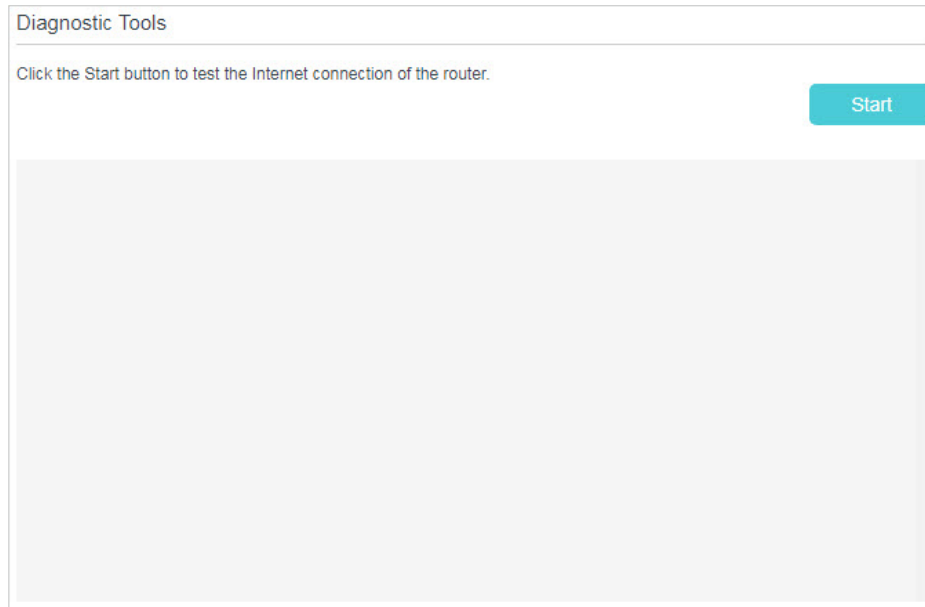 Diagnostic Tools
Click the Start button to test the Internet connection of the router.
Start